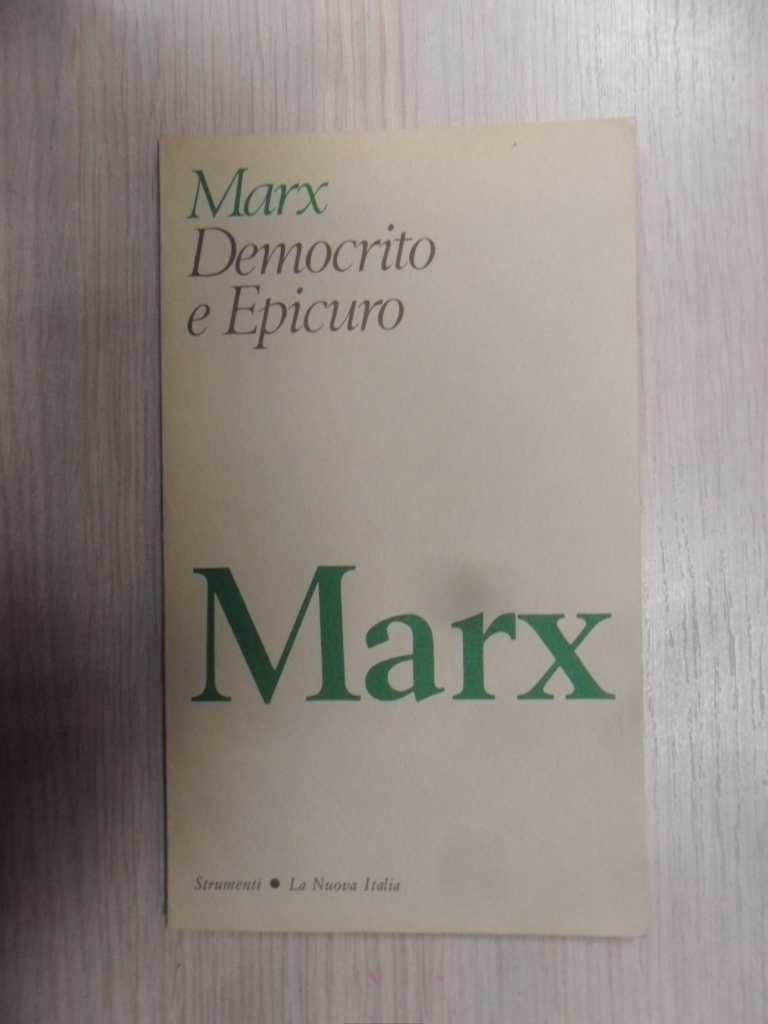 Marx
Democrito
e Epicuro
Marx
Strumenti ● La Nuova Italia